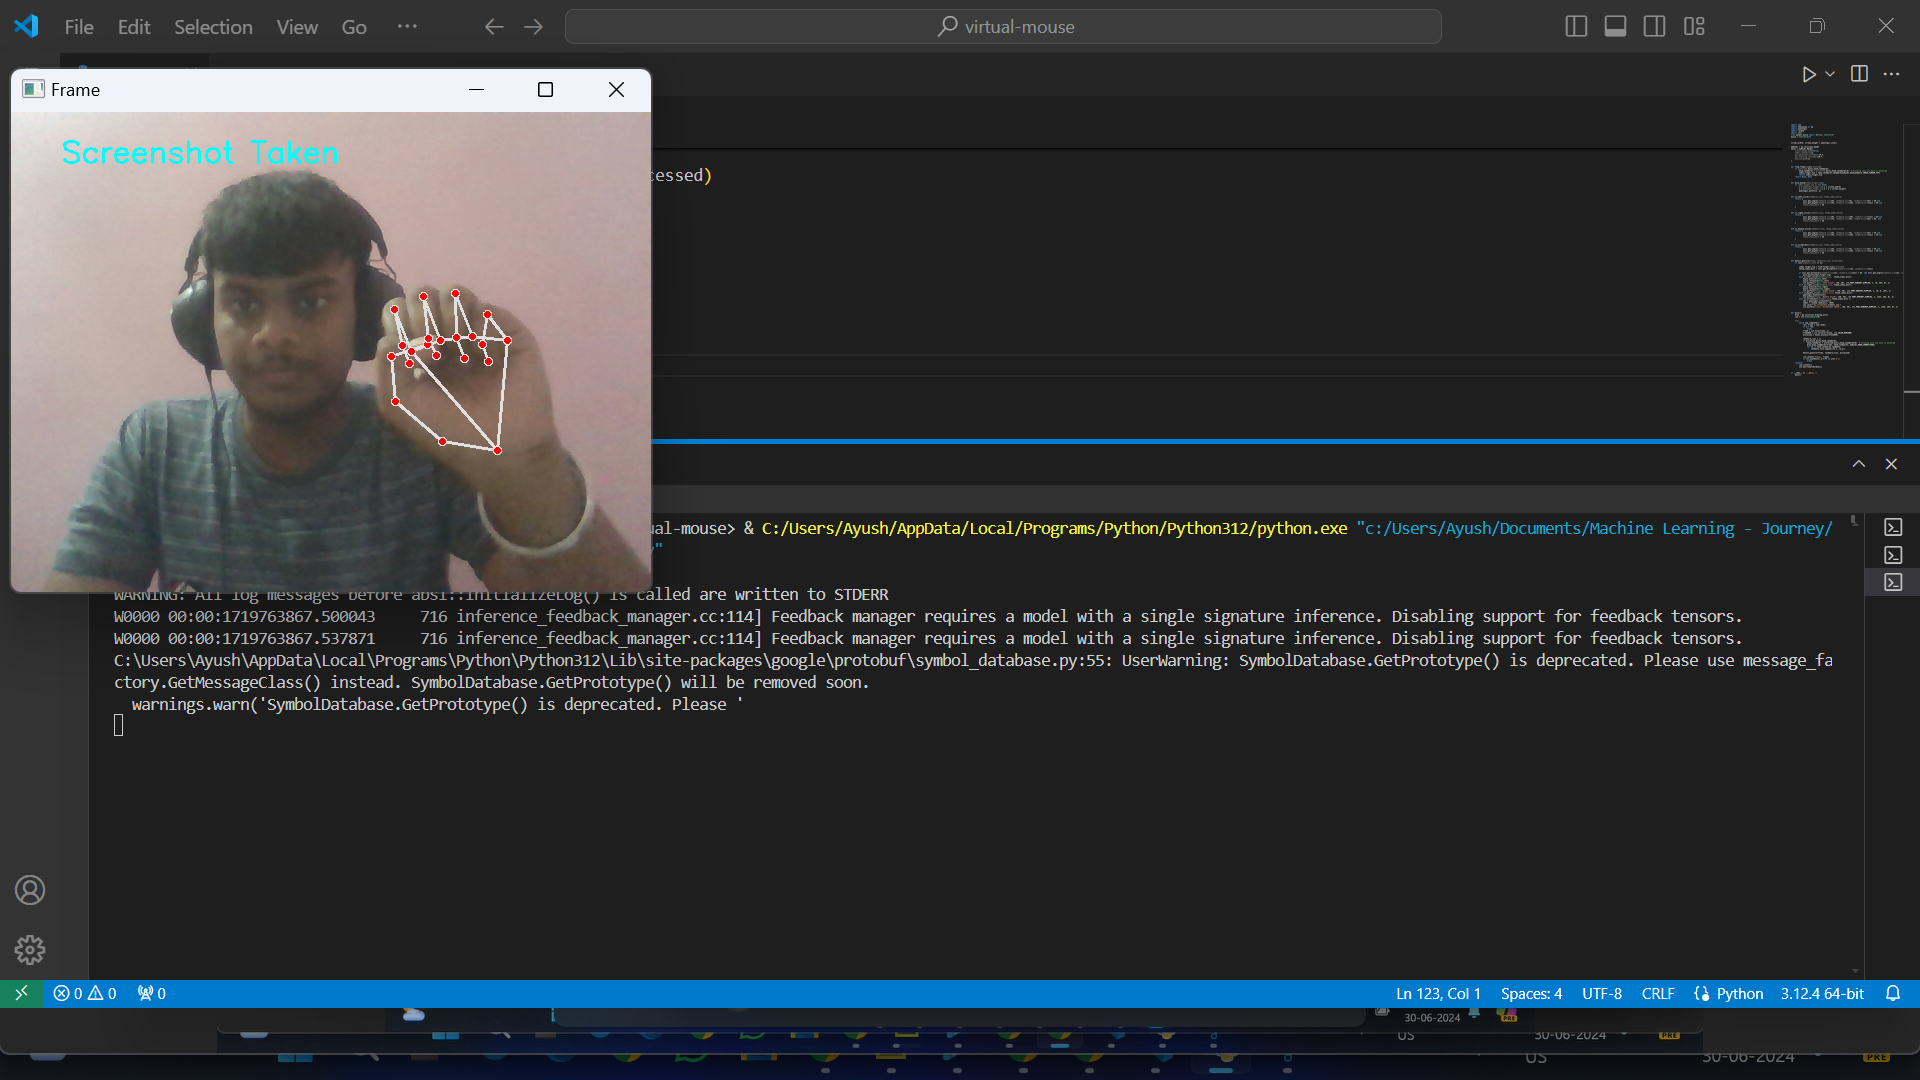 File Edit Selection View Go ··· virtual-mouse
Frame
Screenshot Taken
cessed)
ual-mouse> & C:/Users/Ayush/AppData/Local/Programs/Python/Python312/python.exe "c:/Users/Ayush/Documents/Machine Learning - Journey/
"
WARNING: All log messages before absl::InitializeLog() is called are written to STDERR
W0000 00:00:1719763867.500043     716 inference_feedback_manager.cc:114] Feedback manager requires a model with a single signature inference. Disabling support for feedback tensors.
W0000 00:00:1719763867.537871     716 inference_feedback_manager.cc:114] Feedback manager requires a model with a single signature inference. Disabling support for feedback tensors.
C:\Users\Ayush\AppData\Local\Programs\Python\Python312\Lib\site-packages\google\protobuf\symbol_database.py:55: UserWarning: SymbolDatabase.GetPrototype() is deprecated. Please use message_fa
ctory.GetMessageClass() instead. SymbolDatabase.GetPrototype() will be removed soon.
  warnings.warn('SymbolDatabase.GetPrototype() is deprecated. Please '
0 0 0 Ln 123, Col 1 Spaces: 4 UTF-8 CRLF Python 3.12.4 64-bit
30-06-2024 PRE
US 30-06-2024 PRE
US 30-06-2024 PRE